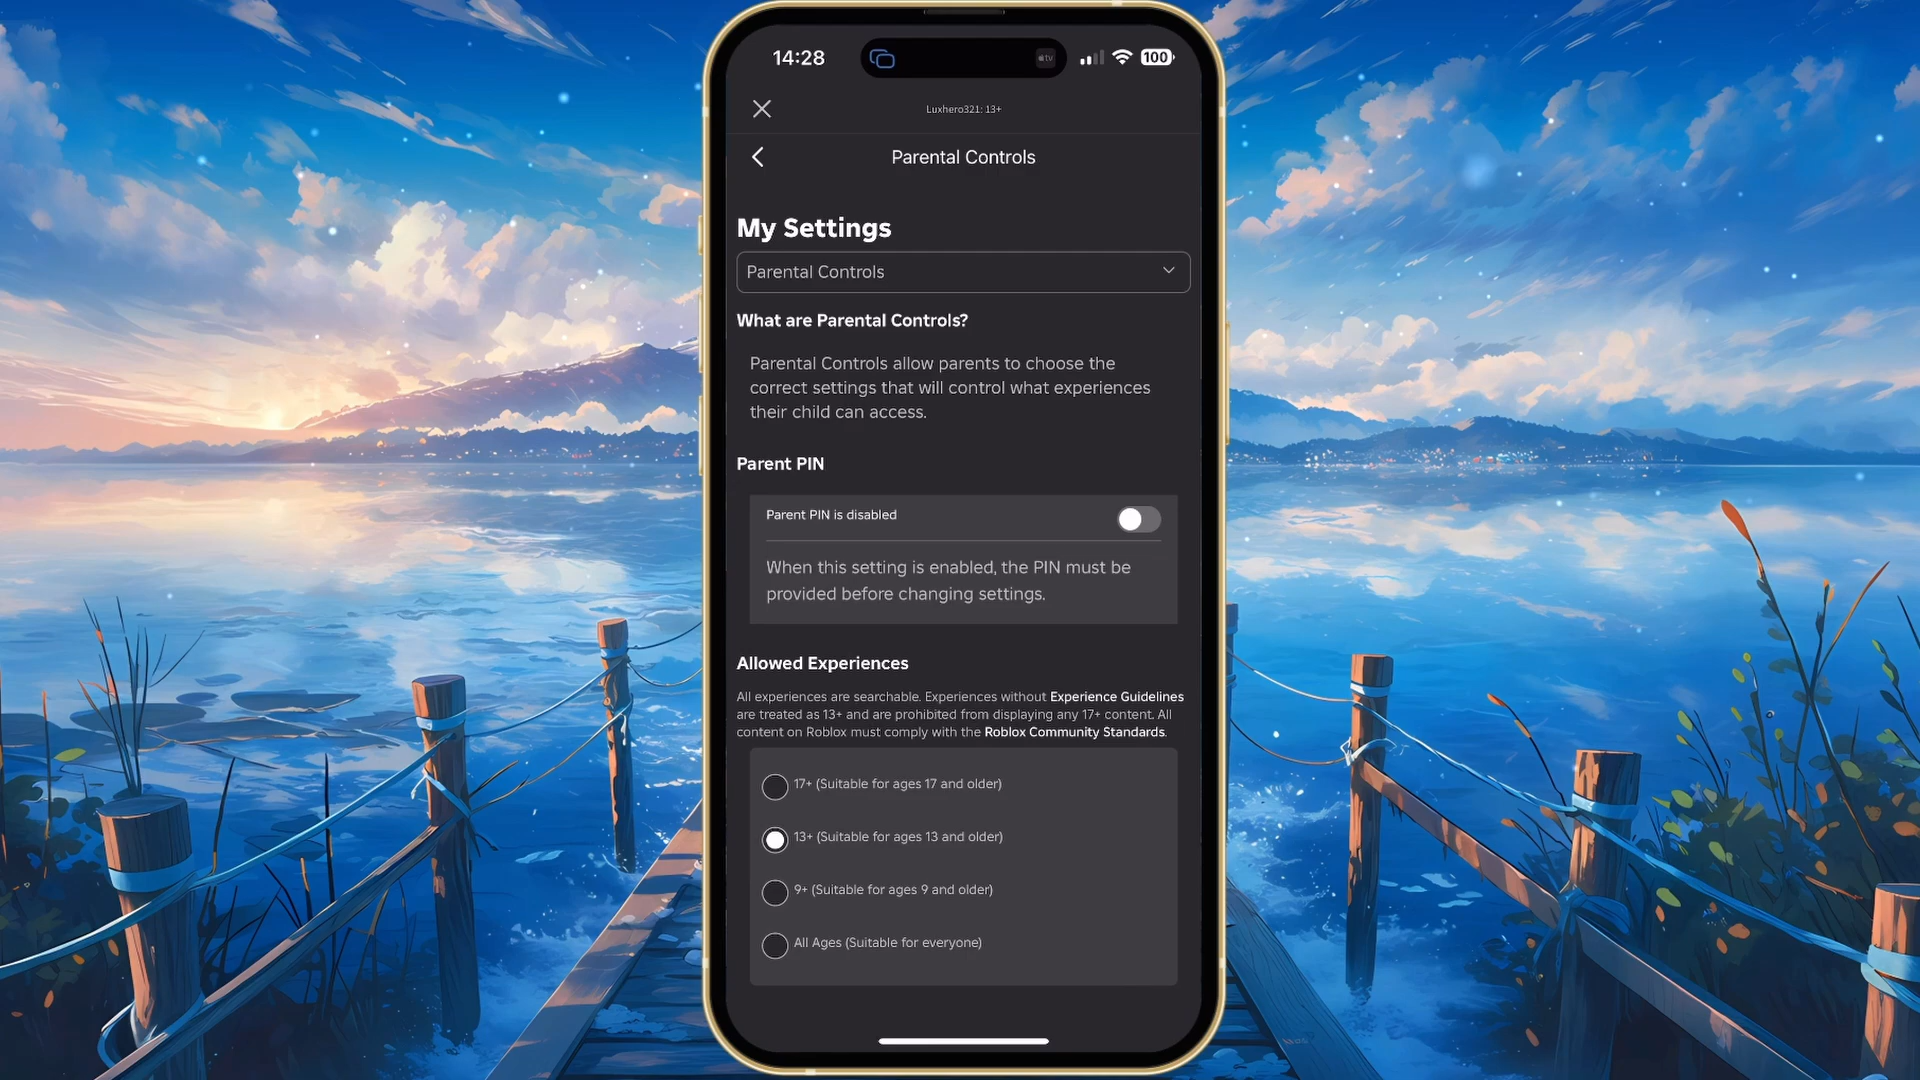 14:28
tv
100
Luxhero321: 13+
Parental Controls
My Settings
Parental Controls
What are Parental Controls?
Parental Controls allow parents to choose the
correct settings that will control what experiences
their child can access.
Parent PIN
Parent PIN is disabled
When this setting is enabled, the PIN must be
provided before changing settings.
Allowed Experiences
All experiences are searchable. Experiences without Experience Guidelines
are treated as 13+ and are prohibited from displaying any 17+ content. All
content on Roblox must comply with the Roblox Community Standards.
17+ (Suitable for ages 17 and older)
13+ (Suitable for ages 13 and older)
9+ (Suitable for ages 9 and older)
All Ages (Suitable for everyone)